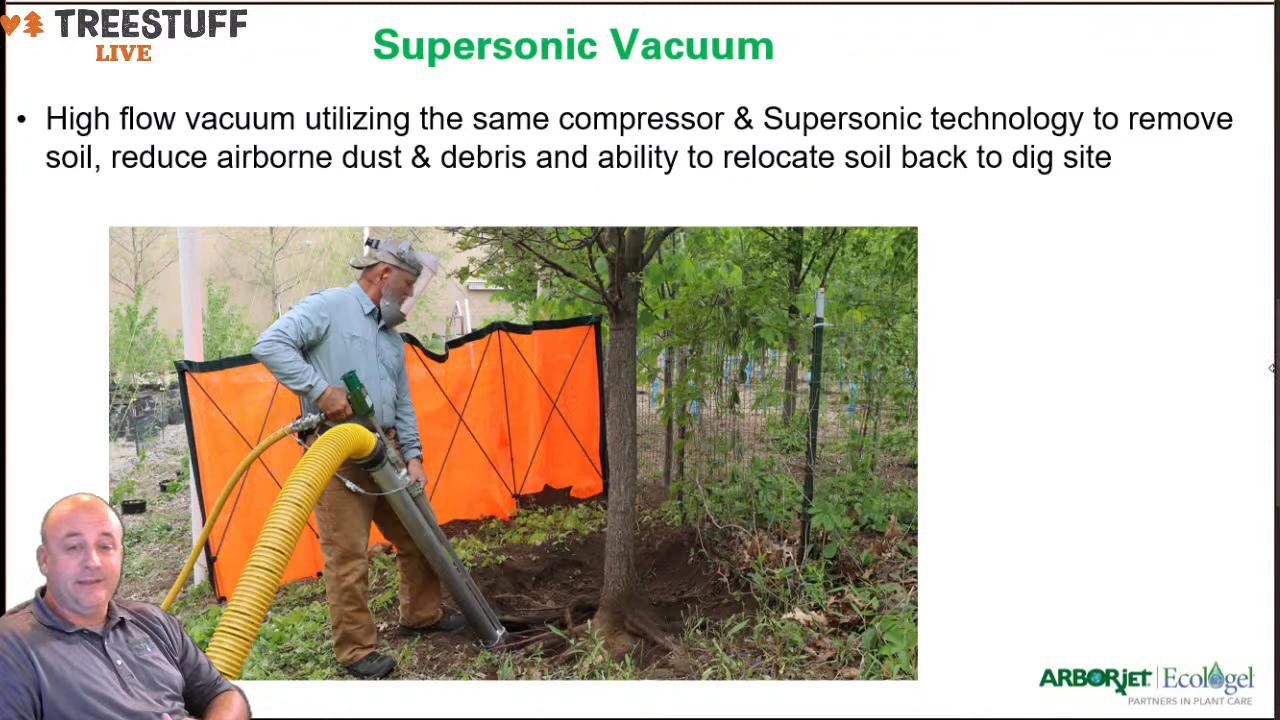 TREESTUFF
LIVE
Supersonic Vacuum
• High flow vacuum utilizing the same compressor & Supersonic technology to remove
soil, reduce airborne dust & debris and ability to relocate soil back to dig site
ARBORjet | Ecologel
PARTNERS IN PLANT CARE